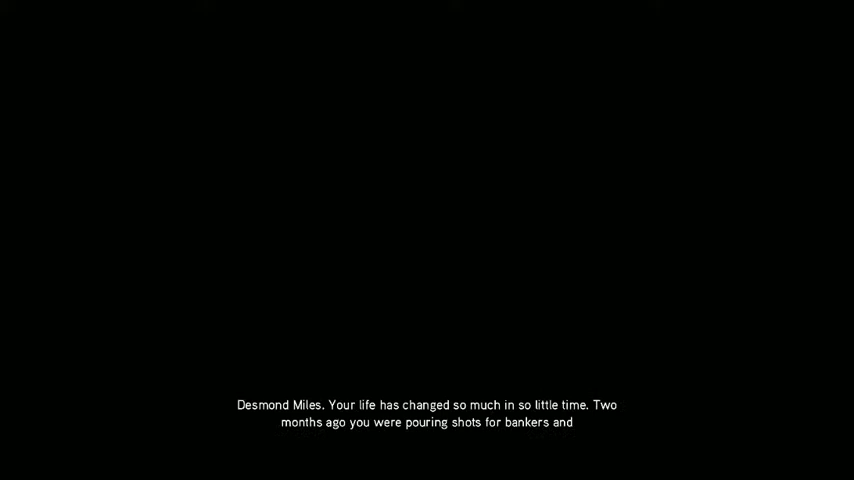 Desmond Miles. Your life has changed so much in so little time. Two
months ago you were pouring shots for bankers and